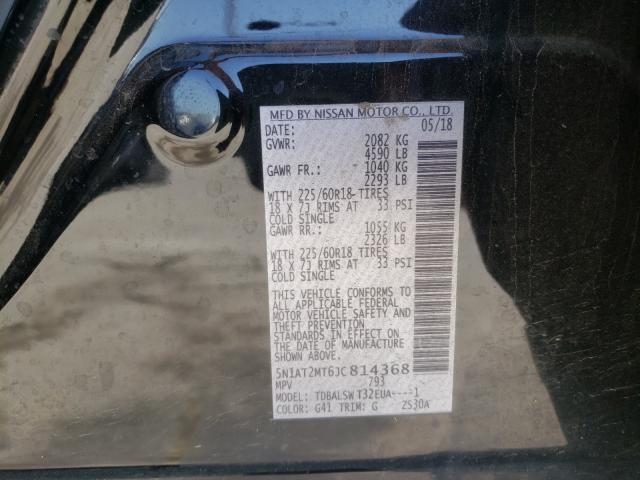 MFD BY NISSAN MOTOR CO., LTD.
DATE: 05/18
GVWR: 2082 KG
4590 LB
GAWR FR.: 1040 KG
2293 LB
WITH 225/60R18 TIRES
18 X 7J RIMS AT 33 PSI
COLD SINGLE
GAWR RR.: 1055 KG
2326 LB
WITH 225/60R18 TIRES
18 X 7J RIMS AT 33 PSI
COLD SINGLE
THIS VEHICLE CONFORMS TO
ALL APPLICABLE FEDERAL
MOTOR VEHICLE SAFETY AND
THEFT PREVENTION
STANDARDS IN EFFECT ON
THE DATE OF MANUFACTURE
SHOWN ABOVE.
5N1AT2MT6JC814368
MPV 793
MODEL: TDBALSWT32EUA----1
COLOR: G41 TRIM: G ZS30A